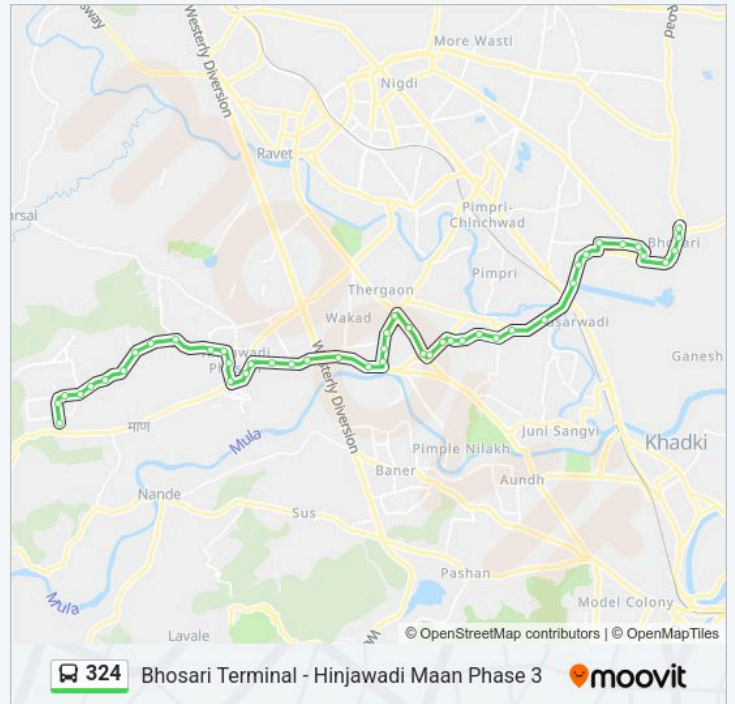 Westerly Diversion
More Wasti
Road
Nigdi
Ravet
Pimpri-
Chinchwad
Bhosari
Pimpri
Thergaon
Wakad
Westerly Diversion
Ganesh
Mula
माण
Juni Sangvi
Khadki
Pimple Nilakh
Baner
Aundh
Nande
Sus
Pashan
Mula
Model Colony
Lavale
© OpenStreetMap contributors | © OpenMapTiles
324 Bhosari Terminal - Hinjawadi Maan Phase 3
moovit